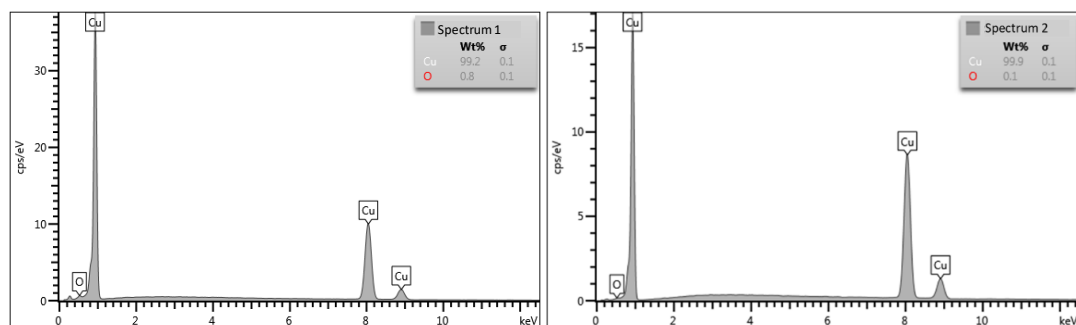 Cu
Spectrum 1
Wt% σ
Cu 99.2 0.1
O 0.8 0.1
30
20
10
0
cps/eV
Cu
Cu
O
0 2 4 6 8 10 keV
Cu
Spectrum 2
Wt% σ
Cu 99.9 0.1
O 0.1 0.1
15
10
5
0
cps/eV
Cu
Cu
O
0 2 4 6 8 10 keV